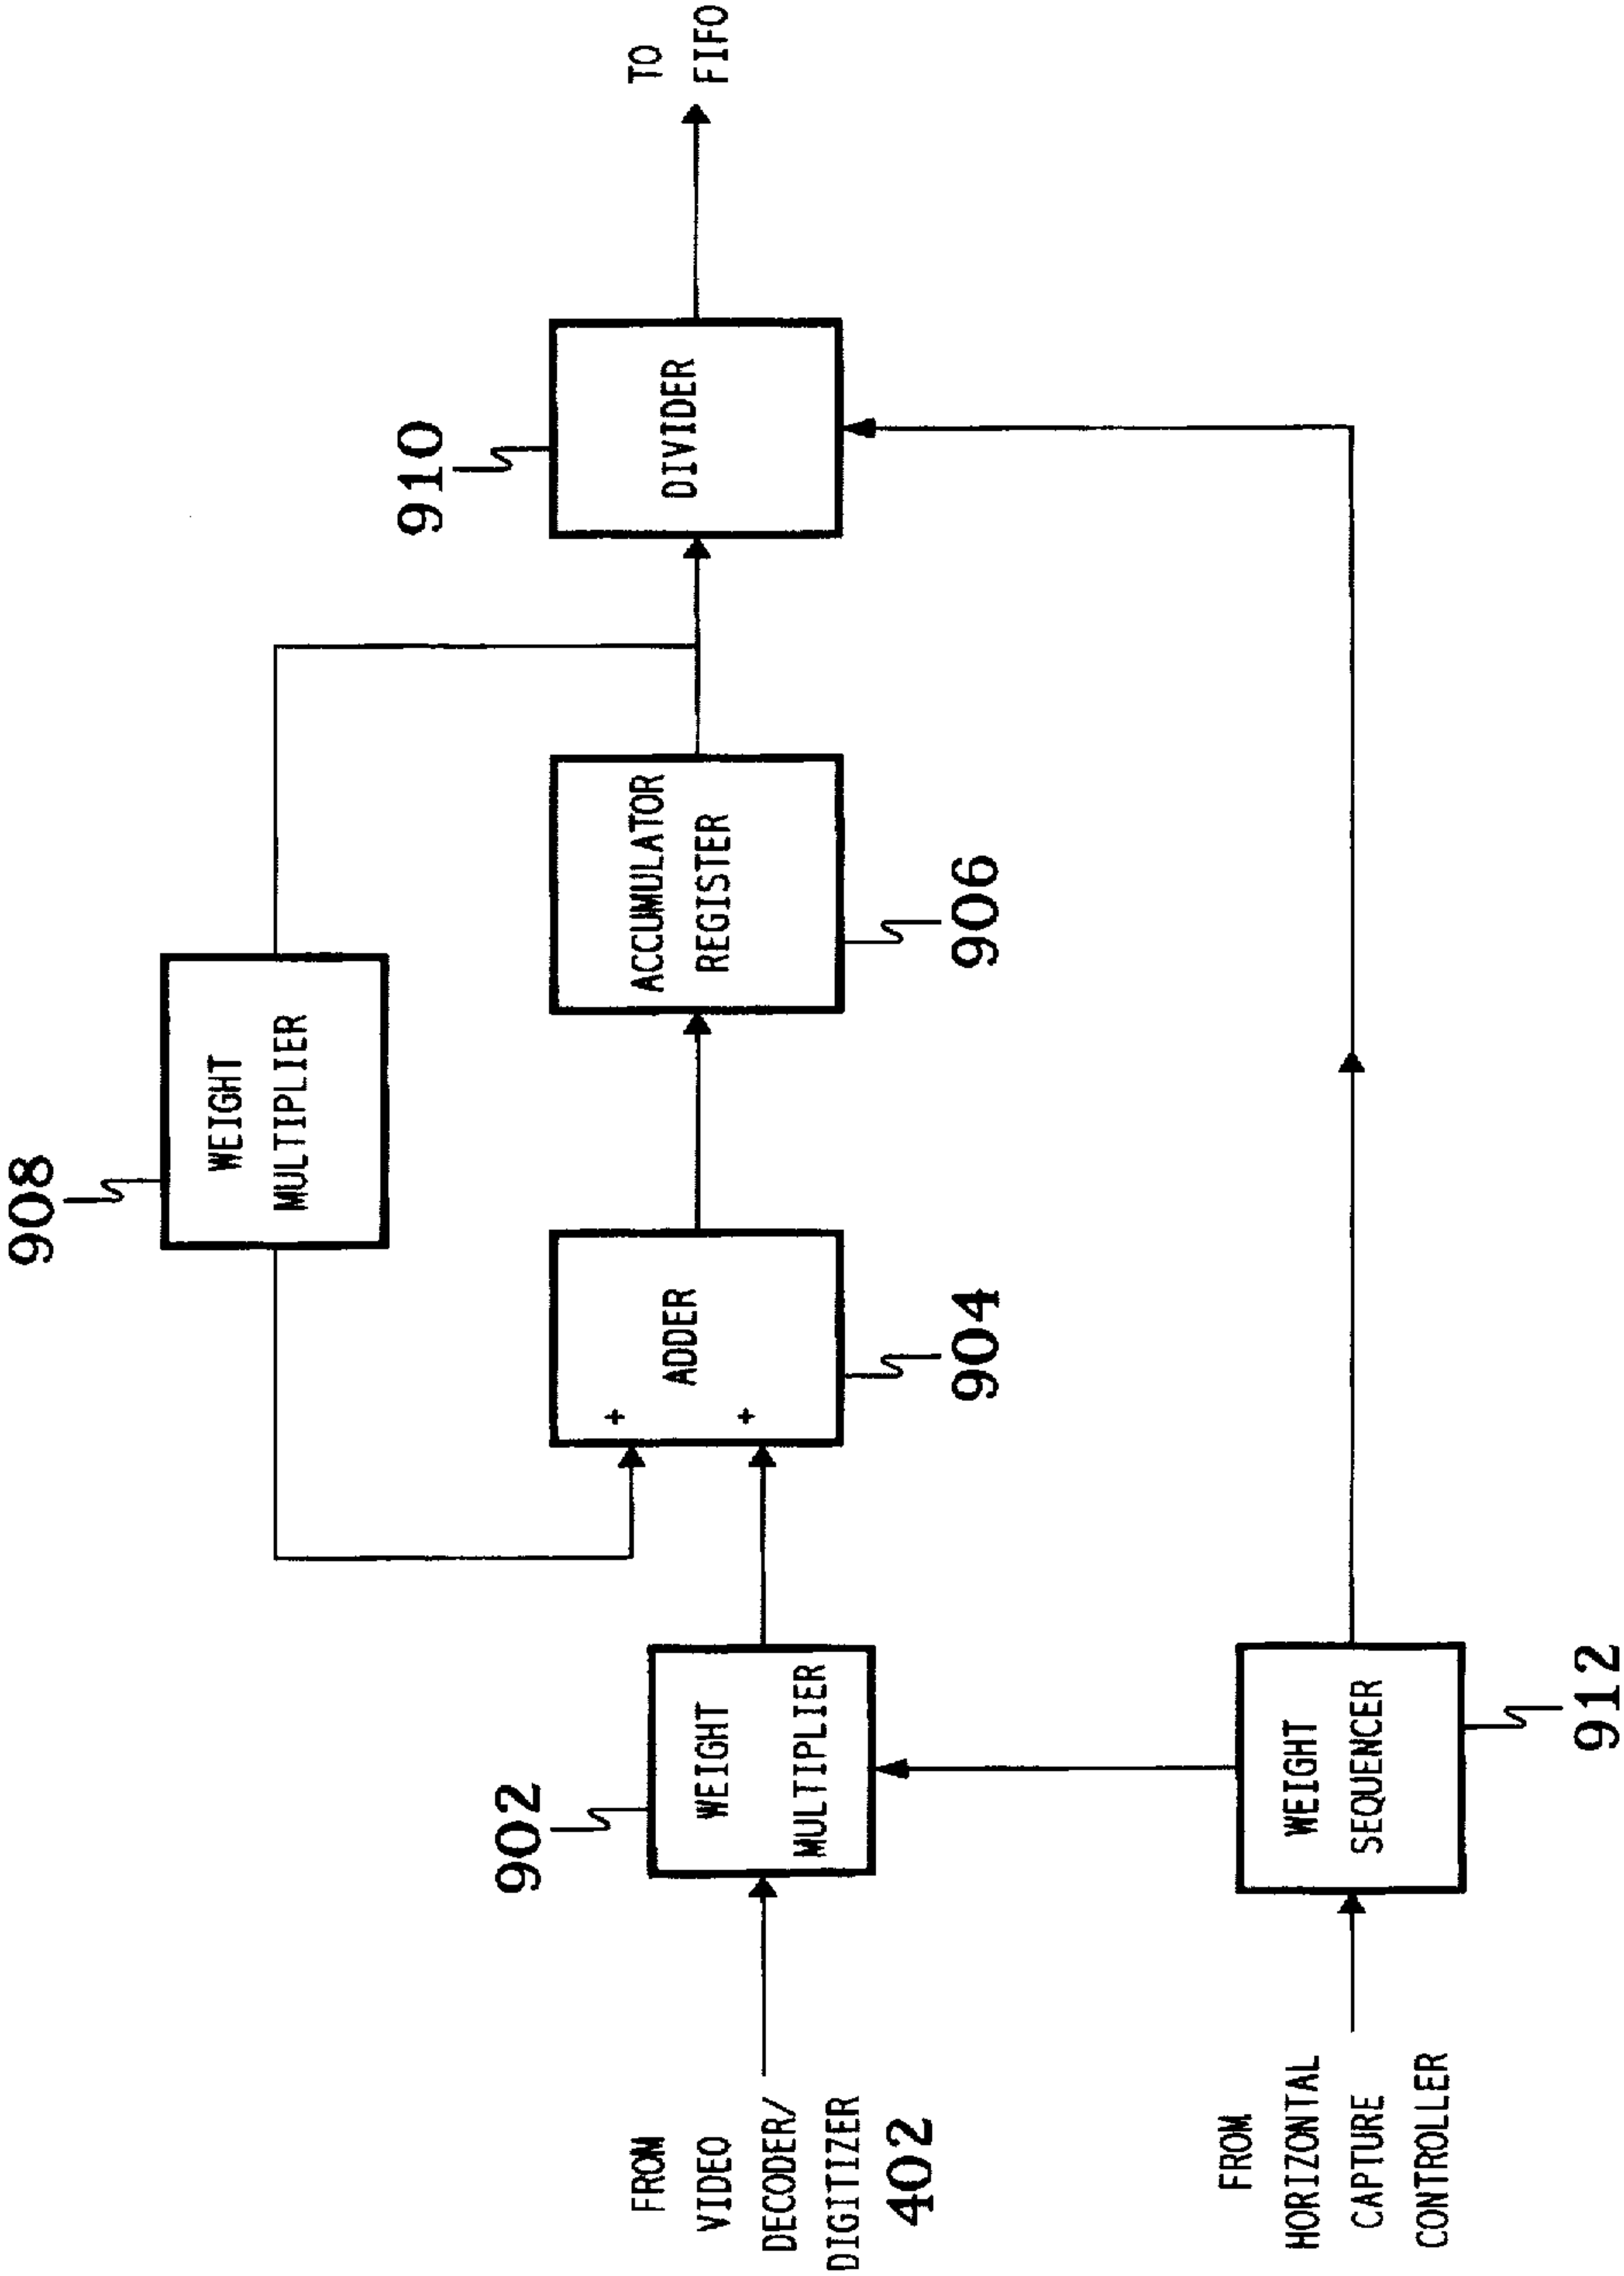 908
WEIGHT
MULTIPLIER
910
902
FROM
VIDEO
DECODER/
DIGITIZER
402
WEIGHT
MULTIPLIER
+
+
ADDER
904
ACCUMULATOR
REGISTER
906
DIVIDER
TO
FIFO
FROM
HORIZONTAL
CAPTURE
CONTROLLER
WEIGHT
SEQUENCER
912